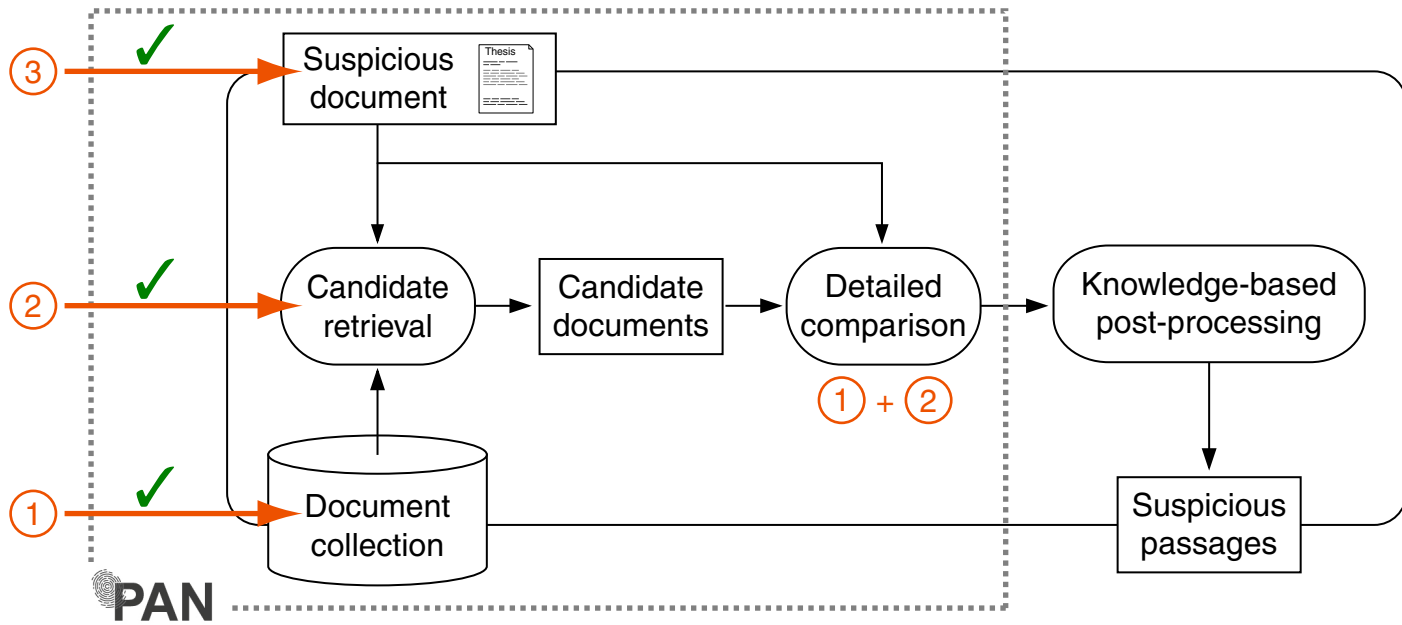 3
✓
Suspicious
document
Thesis
2
✓
Candidate
retrieval
Candidate
documents
Detailed
comparison
1 + 2
Knowledge-based
post-processing
1
✓
Document
collection
Suspicious
passages
PAN